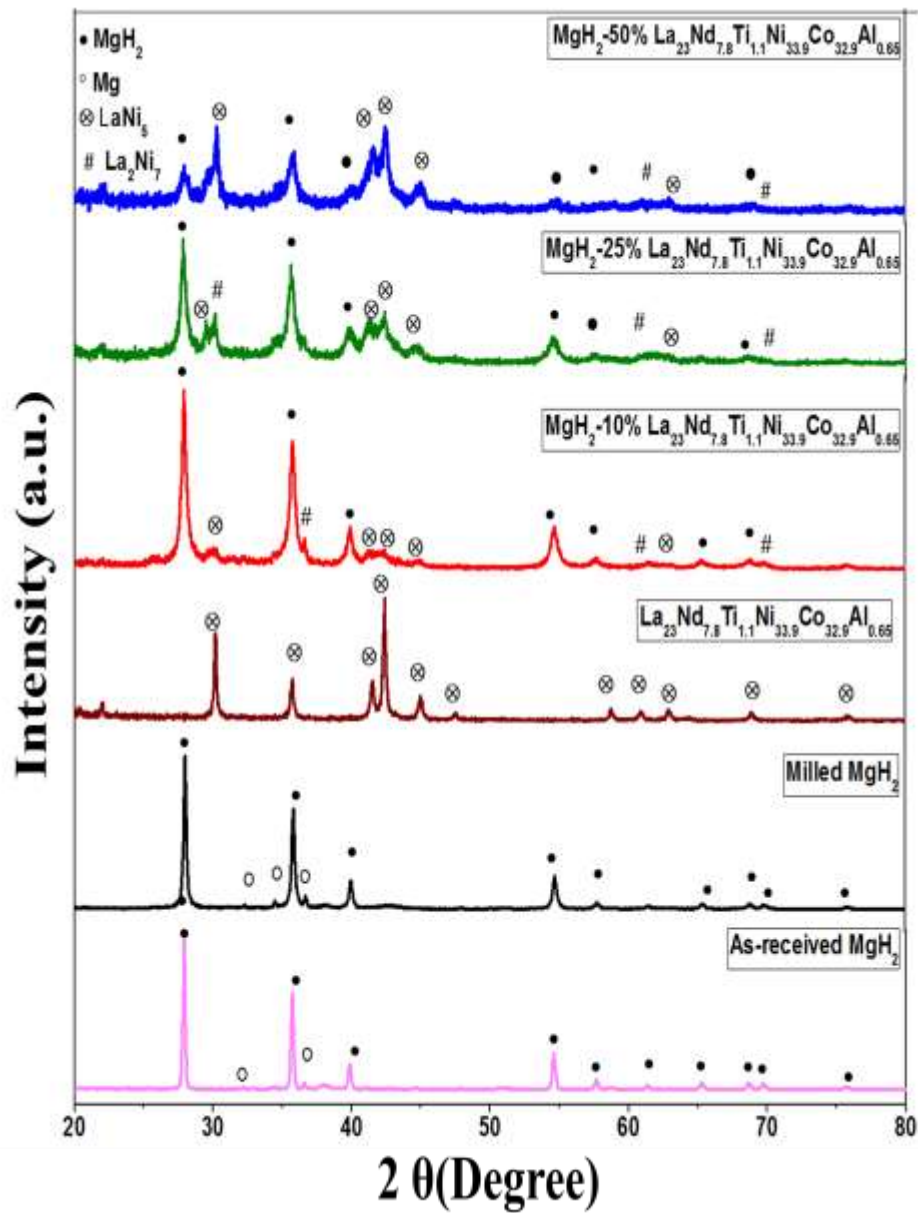 MgH₂-50% La₂₃Nd₇.₈Ti₁.₁Ni₃₃.₉Co₃₂.₉Al₀.₆₅
● MgH₂
○ Mg
⊗ LaNi₅
# La₂Ni₇
MgH₂-25% La₂₃Nd₇.₈Ti₁.₁Ni₃₃.₉Co₃₂.₉Al₀.₆₅
MgH₂-10% La₂₃Nd₇.₈Ti₁.₁Ni₃₃.₉Co₃₂.₉Al₀.₆₅
La₂₃Nd₇.₈Ti₁.₁Ni₃₃.₉Co₃₂.₉Al₀.₆₅
Milled MgH₂
As-received MgH₂
Intensity (a.u.)
20 30 40 50 60 70 80
2 θ(Degree)